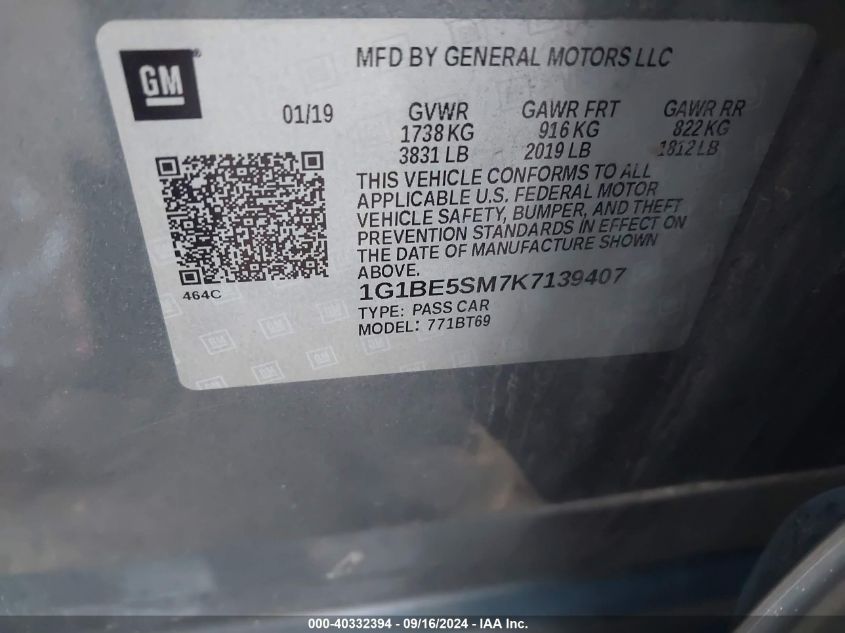 GM®
MFD BY GENERAL MOTORS LLC
01/19 GVWR GAWR FRT GAWR RR
1738 KG 916 KG 822 KG
3831 LB 2019 LB 1812 LB
THIS VEHICLE CONFORMS TO ALL
APPLICABLE U.S. FEDERAL MOTOR
VEHICLE SAFETY, BUMPER, AND THEFT
PREVENTION STANDARDS IN EFFECT ON
THE DATE OF MANUFACTURE SHOWN
ABOVE.
464C
1G1BE5SM7K7139407
TYPE: PASS CAR
MODEL: 771BT69
000-40332394 / 09/16/2024 - IAA Inc.